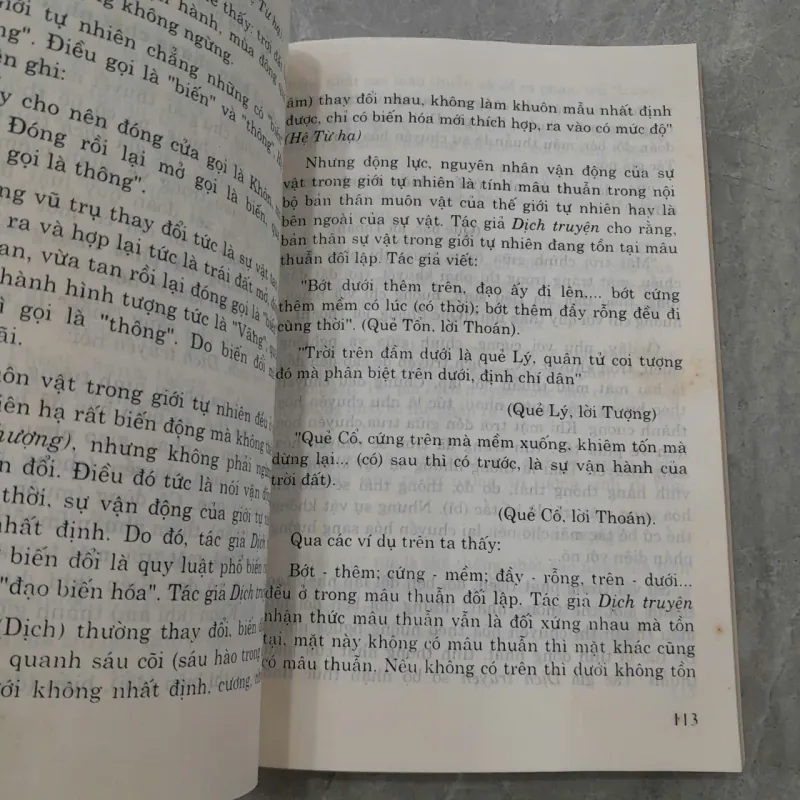 ệ Từ hạ)
thấy: trời đất
hành, mùa đông
ng không ngừng.
giới tự nhiên chẳng những có "biến"
ng". Điều gọi là "biến" và "thông",
ên ghi:
y cho nên đóng cửa gọi là Khôn,
Đóng rồi lại mở gọi là biến,
gọi là thông".
ng vũ trụ thay đổi tức là sự vật
ra và hợp lại tức là trái đất mở,
an, vừa tan rồi lại đóng gọi là "biến
thành hình tượng tức là "Vâng",
ì gọi là "thông". Do biến đổi
ãi.
ôn vật trong giới tự nhiên đều
iên hạ rất biến động mà không
hượng), nhưng không phải
n đổi. Điều đó tức là nói vận
thời, sự vận động của giới tự
nhất định. Do đó, tác giả Dịch
biến đổi là quy luật phổ biến
"đạo biến hóa". Tác giả Dịch
(Dịch) thường thay đổi, biến
quanh sáu cõi (sáu hào trong
ới không nhất định, cương,
âm) thay đổi nhau, không làm khuôn mẫu nhất định
được, chỉ có biến hóa mới thích hợp, ra vào có mức độ"
(Hệ Từ hạ)
Nhưng động lực, nguyên nhân vận động của sự
vật trong giới tự nhiên là tính mâu thuẫn trong nội
bộ bản thân muôn vật của thế giới tự nhiên hay là
bên ngoài của sự vật. Tác giả Dịch truyện cho rằng,
bản thân sự vật trong giới tự nhiên đang tồn tại mâu
thuẫn đối lập. Tác giả viết:
"Bớt dưới thêm trên, đạo ấy đi lên,... bớt cứng
thêm mềm có lúc (có thời); bớt thêm đẩy rỗng đều đi
cùng thời". (Quẻ Tốn, lời Thoán).
"Trời trên đầm dưới là quẻ Lý, quân tử coi tượng
đó mà phân biệt trên dưới, định chí dân"
(Quẻ Lý, lời Tượng)
"Quẻ Cổ, cứng trên mà mềm xuống, khiêm tốn mà
dừng lại... (có) sau thì có trước, là sự vận hành của
trời đất).
(Quẻ Cổ, lời Thoán).
Qua các ví dụ trên ta thấy:
Bớt - thêm; cứng - mềm; đầy - rỗng, trên - dưới...
đều ở trong mâu thuẫn đối lập. Tác giả Dịch truyện
nhận thức mâu thuẫn vẫn là đối xứng nhau mà tồn
tại, mặt này không có mâu thuẫn thì mặt khác cũng
có mâu thuẫn. Nếu không có trên thì dưới không tồn
113